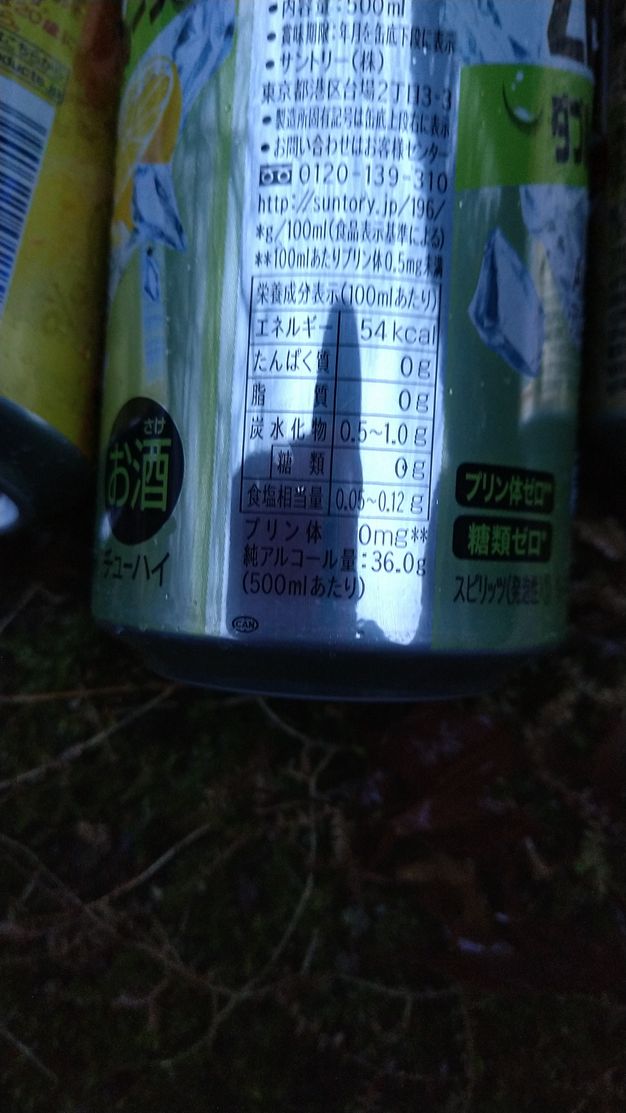 ・内容量:500ml
・賞味期限:年月を缶底下段に表示
・サントリー(株)
東京都港区台場2丁目3-3
・製造所固有記号は缶底上段右に表示
・お問い合わせはお客様センター
0120-139-310
http://suntory.jp/196/
*g/100ml(食品表示基準による)
**100mlあたりプリン体0.5mg未満
栄養成分表示(100mlあたり)
エネルギー 54kcal
たんぱく質 0g
脂質 0g
炭水化物 0.5~1.0g
糖類 0g
食塩相当量 0.05~0.12g
プリン体 0mg**
純アルコール量:36.0g
(500mlあたり)
CAN
さけ
お酒
チューハイ
プリン体ゼロ**
糖類ゼロ*
スピリッツ(発泡性)